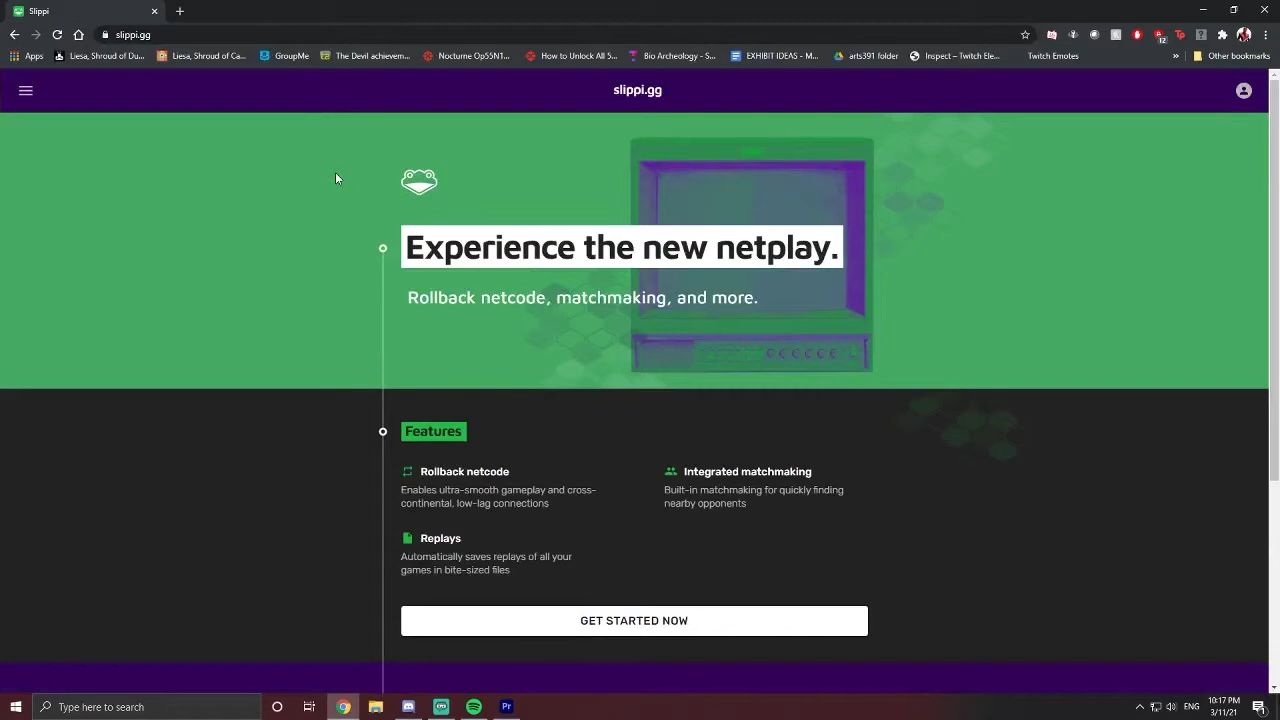 Slippi
slippi.gg
Apps
Liesa, Shroud of Du...
Liesa, Shroud of Ca...
GroupMe
The Devil achievem...
Nocturne Op55N1...
How to Unlock All S...
Bio Archeology - S...
EXHIBIT IDEAS - M...
arts391 folder
Inspect – Twitch Ele...
Twitch Emotes
»
Other bookmarks
slippi.gg
Experience the new netplay.
Rollback netcode, matchmaking, and more.
Features
Rollback netcode
Enables ultra-smooth gameplay and cross-
continental, low-lag connections
Integrated matchmaking
Built-in matchmaking for quickly finding
nearby opponents
Replays
Automatically saves replays of all your
games in bite-sized files
GET STARTED NOW
Type here to search
Pr
ENG
10:17 PM
3/11/21